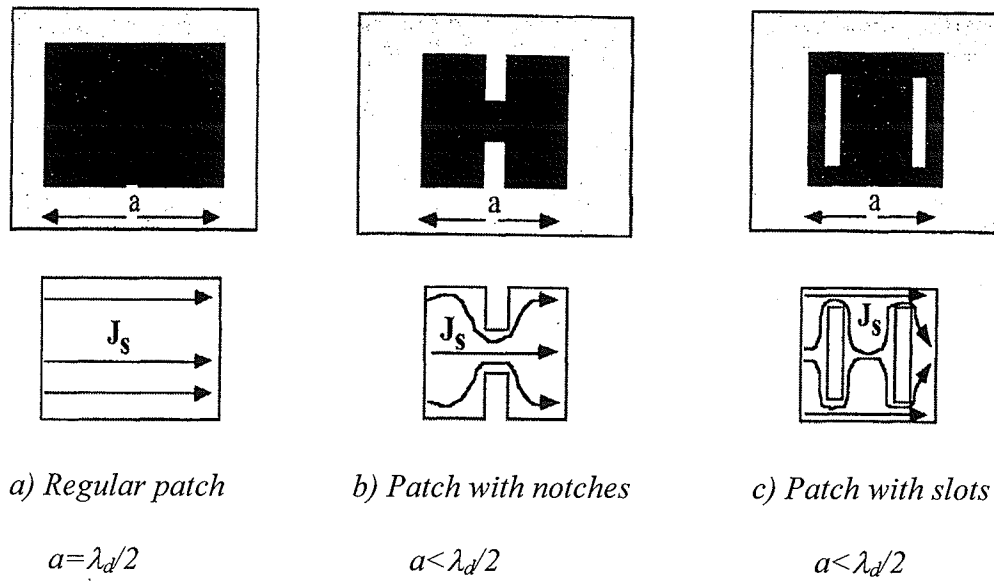 a a a
J_s J_s J_s
a) Regular patch b) Patch with notches c) Patch with slots
a=λ_d/2 a<λ_d/2 a<λ_d/2